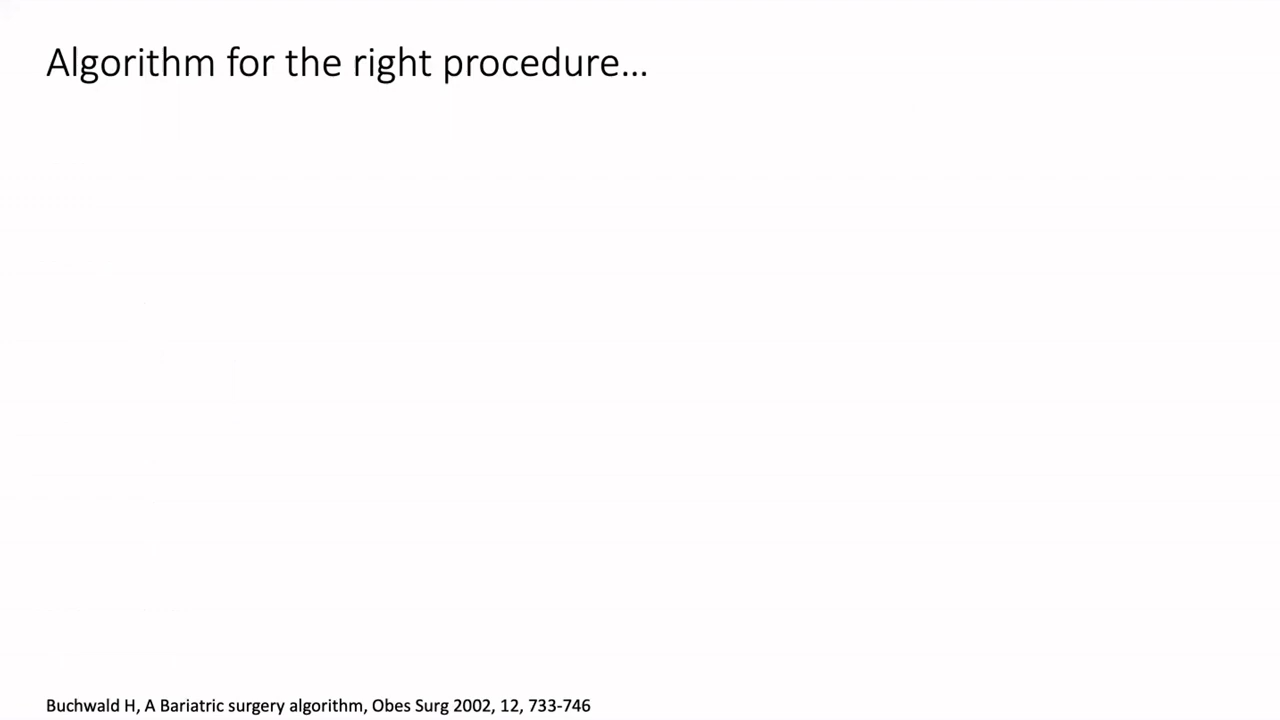 Algorithm for the right procedure...
Buchwald H, A Bariatric surgery algorithm, Obes Surg 2002, 12, 733-746